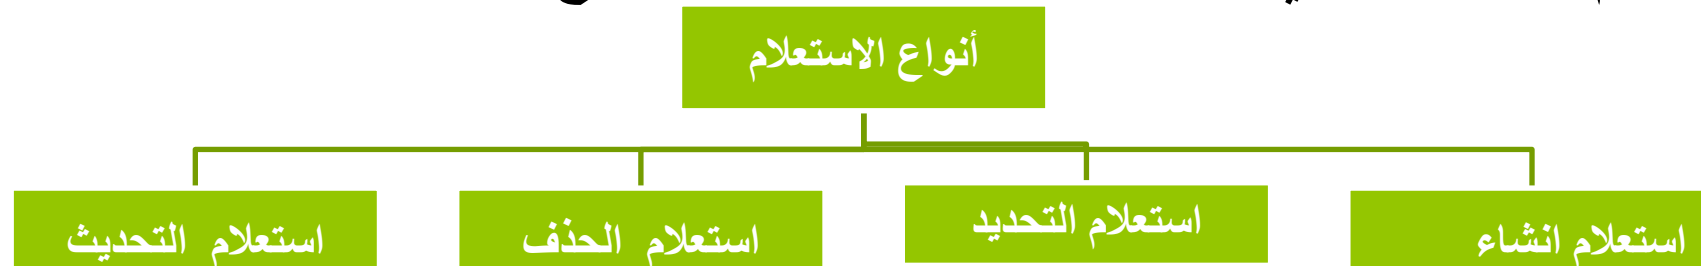 أنواع الاستعلام
استعلام انشاء
استعلام التحديد
استعلام الحذف
استعلام التحديث